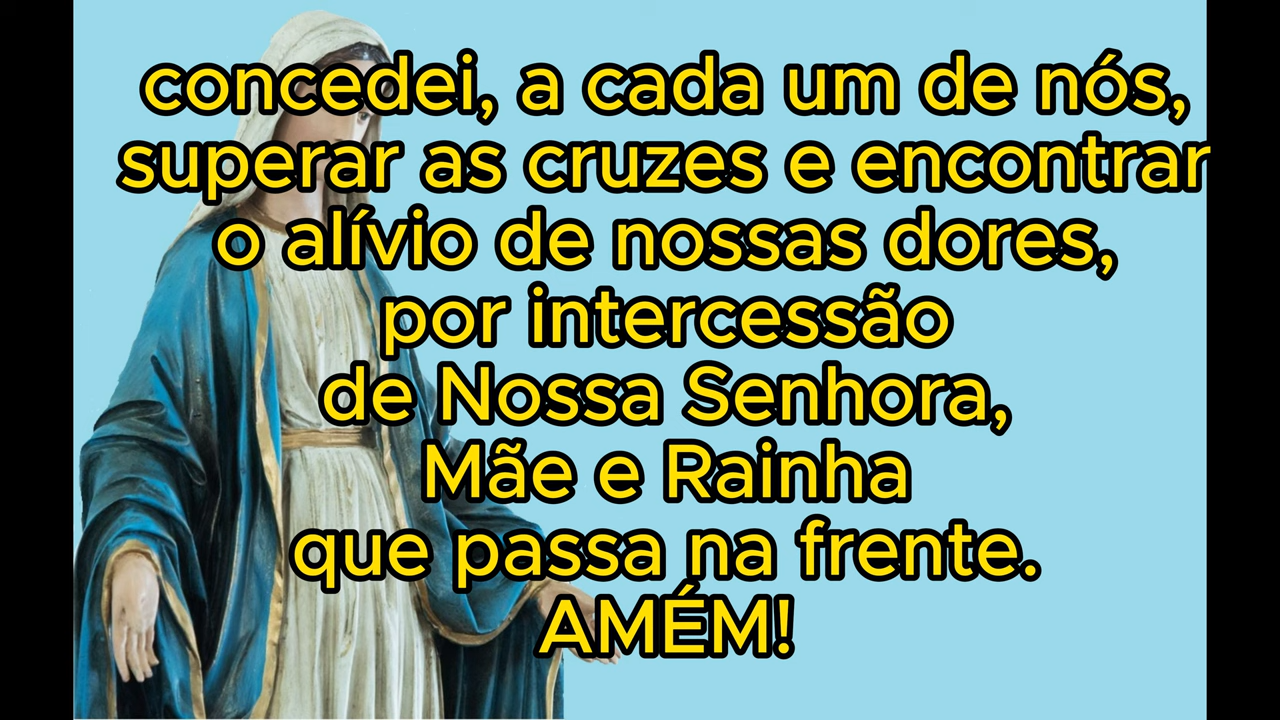 concedei, a cada um de nós,
superar as cruzes e encontrar
o alívio de nossas dores,
por intercessão
de Nossa Senhora,
Mãe e Rainha
que passa na frente.
AMÉM!